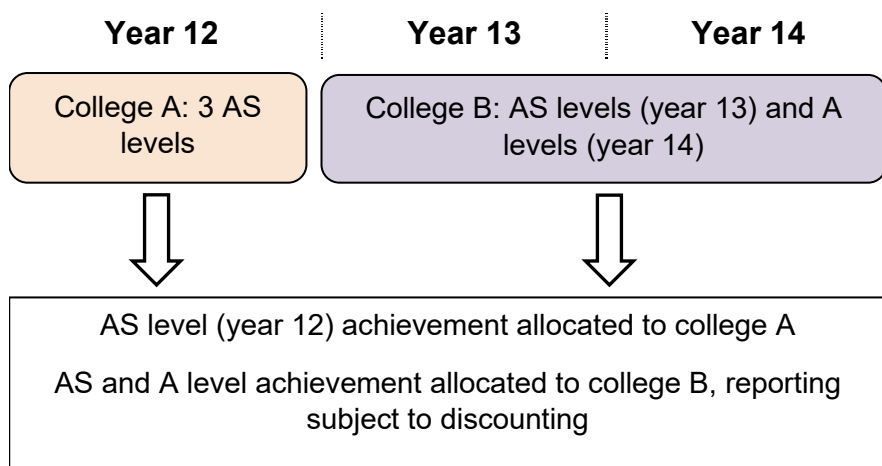 Year 12
Year 13
Year 14
College A: 3 AS
levels
College B: AS levels (year 13) and A
levels (year 14)
AS level (year 12) achievement allocated to college A
AS and A level achievement allocated to college B, reporting
subject to discounting